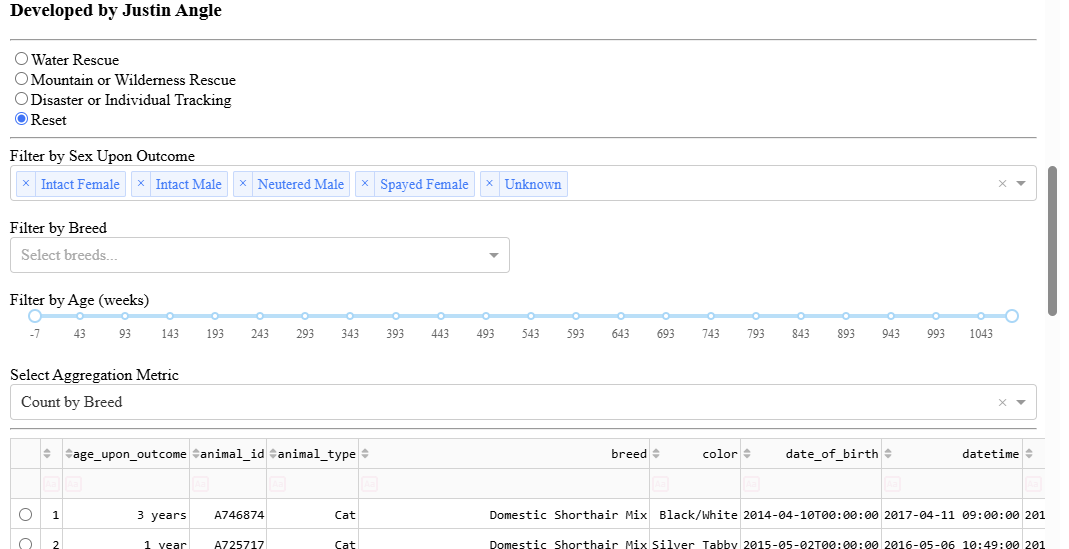 Developed by Justin Angle
Water Rescue
Mountain or Wilderness Rescue
Disaster or Individual Tracking
Reset
Filter by Sex Upon Outcome
× Intact Female × Intact Male × Neutered Male × Spayed Female × Unknown ×
Filter by Breed
Select breeds...
Filter by Age (weeks)
-7 43 93 143 193 243 293 343 393 443 493 543 593 643 693 743 793 843 893 943 993 1043
Select Aggregation Metric
Count by Breed ×
age_upon_outcome animal_id animal_type breed color date_of_birth datetime
Aa Aa Aa Aa Aa Aa Aa Aa Aa
1 3 years A746874 Cat Domestic Shorthair Mix Black/White 2014-04-10T00:00:00 2017-04-11 09:00:00 201
2 1 year A725717 Cat Domestic Shorthair Mix Silver Tabby 2015-05-02T00:00:00 2016-05-06 10:49:00 201